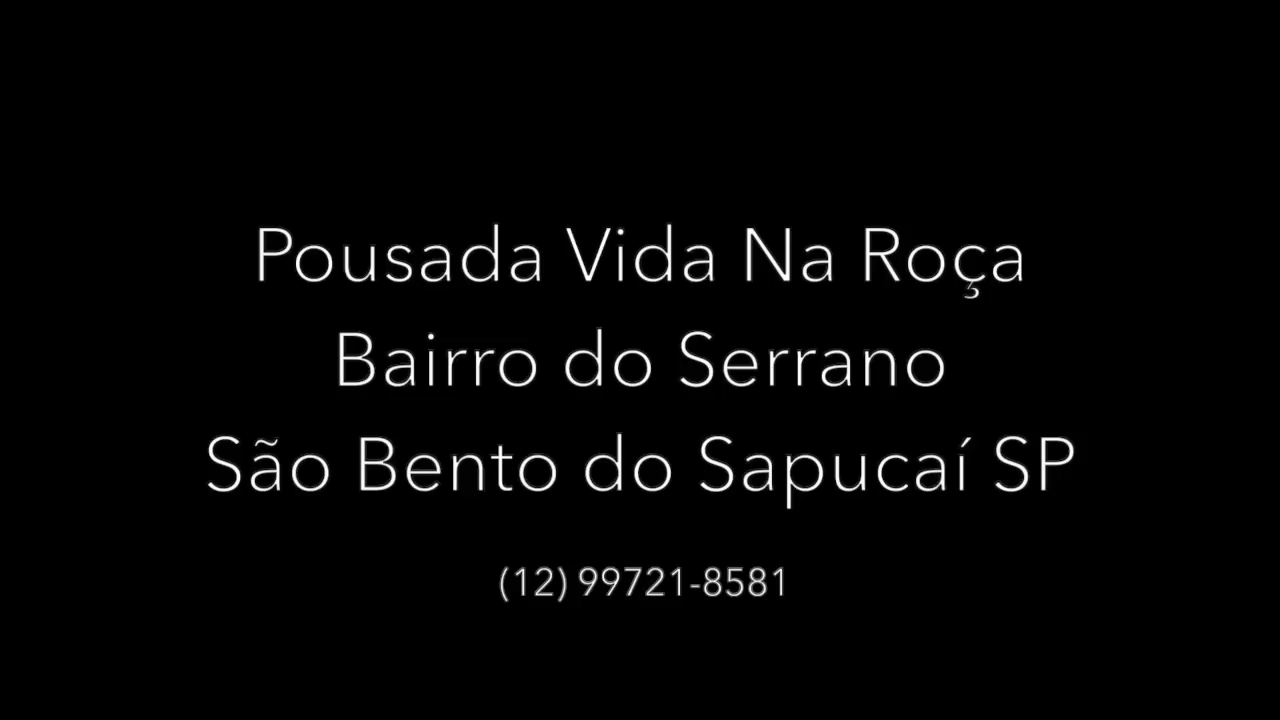 Pousada Vida Na Roça
Bairro do Serrano
São Bento do Sapucaí SP
(12) 99721-8581